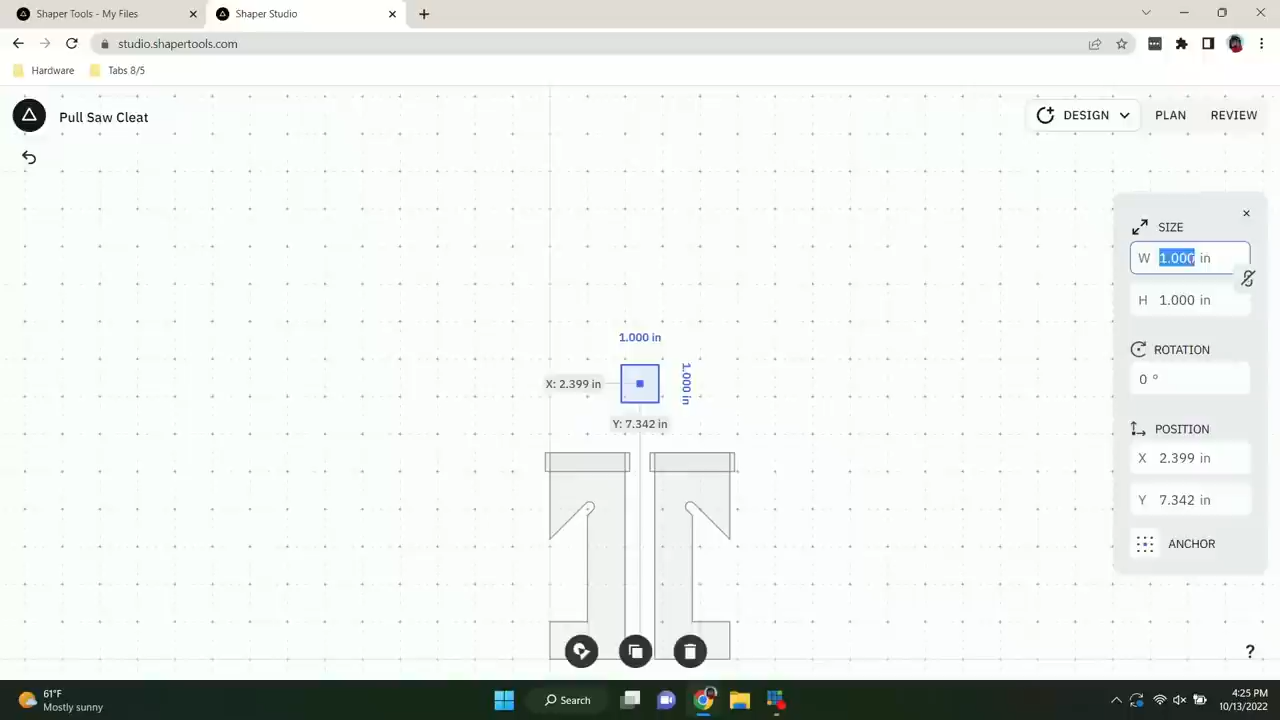 Shaper Tools - My Files
Shaper Studio
studio.shapertools.com
Hardware
Tabs 8/5
Pull Saw Cleat
DESIGN
PLAN
REVIEW
SIZE
W 1.000 in
H 1.000 in
ROTATION
0 °
POSITION
X 2.399 in
Y 7.342 in
ANCHOR
1.000 in
1.000 in
X: 2.399 in
Y: 7.342 in
?
61°F
Mostly sunny
Search
4:25 PM
10/13/2022